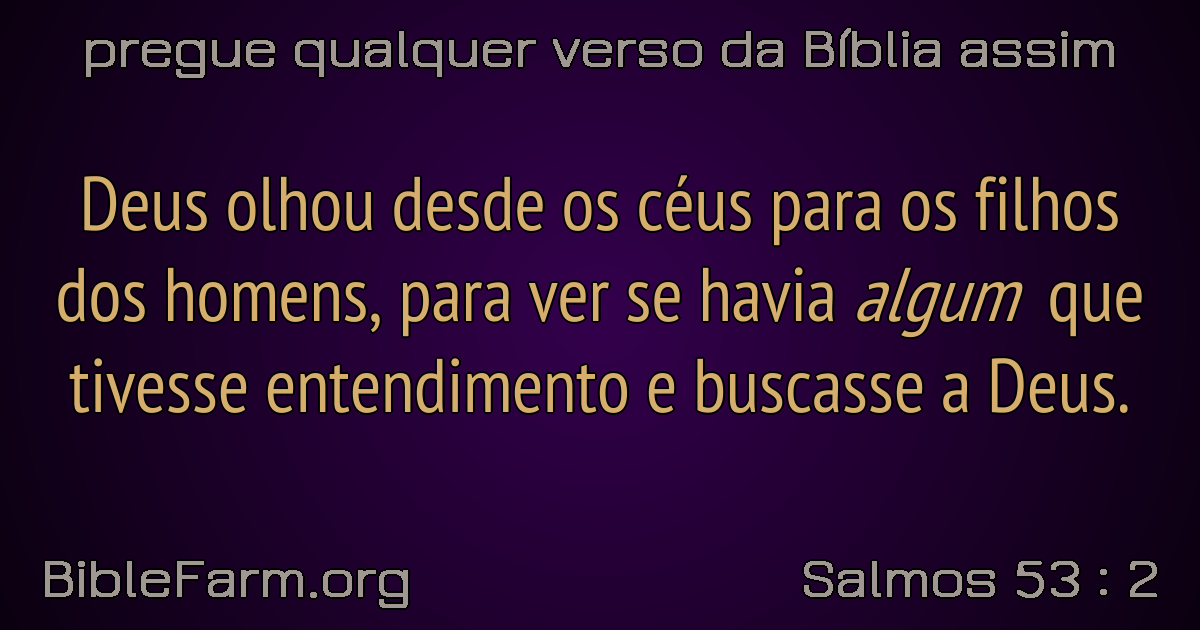 pregue qualquer verso da Bíblia assim
Deus olhou desde os céus para os filhos
dos homens, para ver se havia algum que
tivesse entendimento e buscasse a Deus.
BibleFarm.org
Salmos 53 : 2